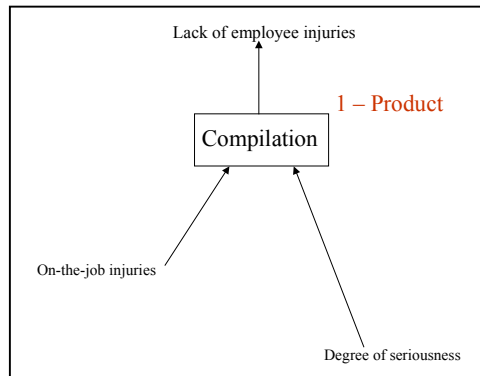 Lack of employee injuries
1 – Product
Compilation
On-the-job injuries
Degree of seriousness